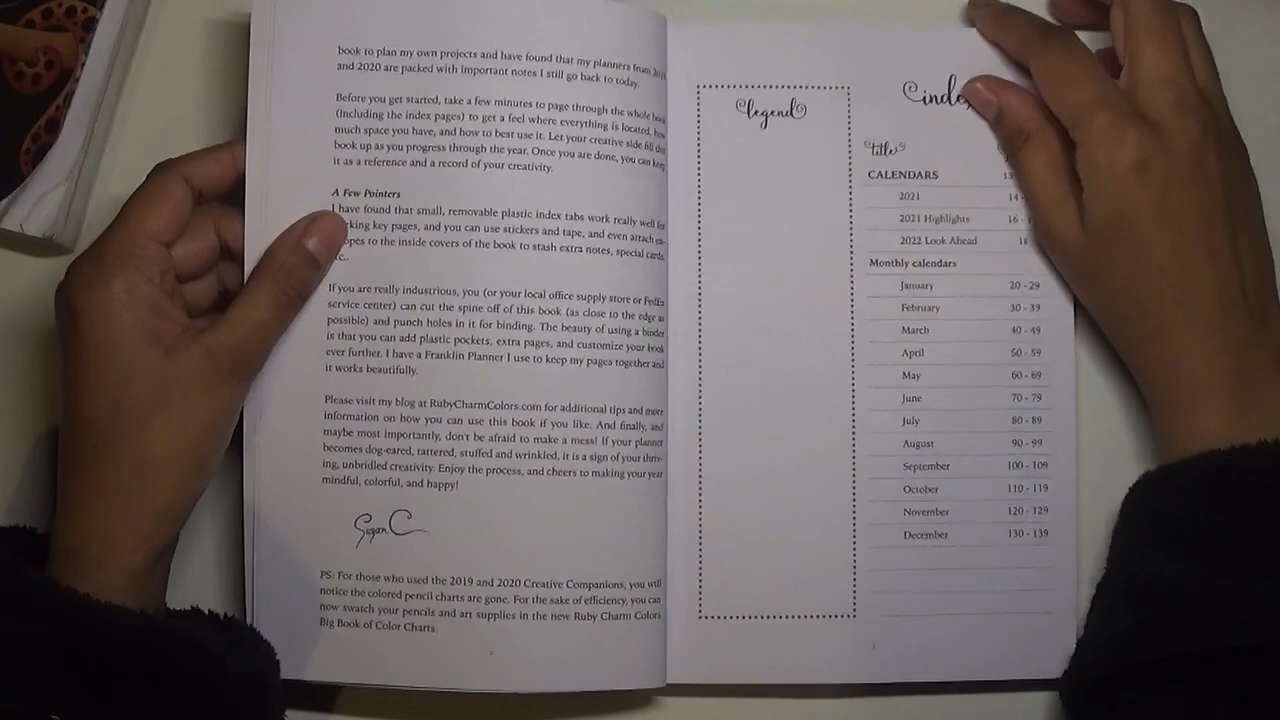 book to plan my own projects and have found that my planners from
and 2020 are packed with important notes I still go back to today.
Before you get started, take a few minutes to page through the whole book
(including the index pages) to get a feel where everything is located, how
much space you have, and how to best use it. Let your creative side fill this
book up as you progress through the year. Once you are done, you can keep
it as a reference and a record of your creativity.
A Few Pointers
I have found that small, removable plastic index tabs work really well for
key pages, and you can use stickers and tape, and even attach
to the inside covers of the book to stash extra notes, special cards,
If you are really industrious, you (or your local office supply store or FedEx
service center) can cut the spine off of this book (as close to the edge as
possible) and punch holes in it for binding. The beauty of using a binder
is that you can add plastic pockets, extra pages, and customize your book
ever further. I have a Franklin Planner I use to keep my pages together and
it works beautifully.
Please visit my blog at RubyCharmColors.com for additional tips and more
information on how you can use this book if you like. And finally, and
maybe most importantly, don't be afraid to make a mess! If your planner
becomes dog-eared, tattered, stuffed and wrinkled, it is a sign of your thriv-
ing, unbridled creativity. Enjoy the process, and cheers to making your year
mindful, colorful, and happy!
Susan C
PS: For those who used the 2019 and 2020 Creative Companions, you will
notice the colored pencil charts are gone. For the sake of efficiency, you can
now swatch your pencils and art supplies in the new Ruby Charm Colors
Big Book of Color Charts.
legend
title
CALENDARS
2021
2021 Highlights 16 -
2022 Look Ahead 18
Monthly calendars
January 20 - 29
February 30 - 39
March 40 - 49
April 50 - 59
May 60 - 69
June 70 - 79
July 80 - 89
August 90 - 99
September 100 - 109
October 110 - 119
November 120 - 129
December 130 - 139